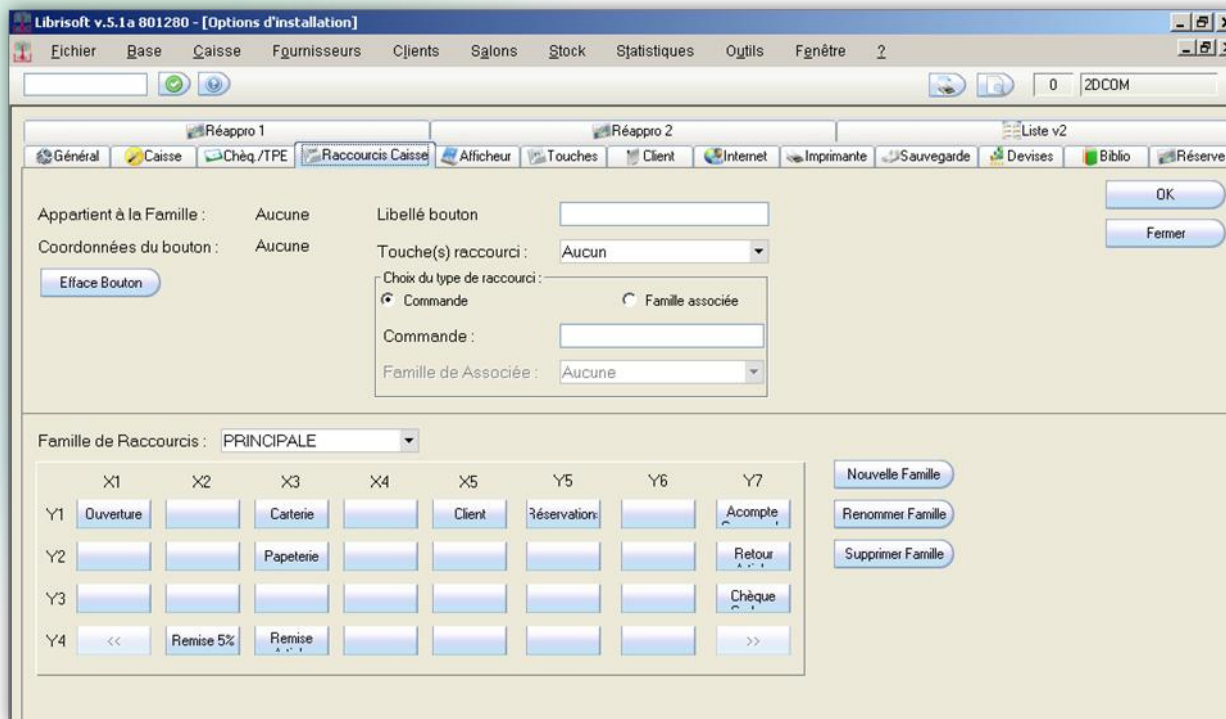 Librisoft v.5.1a 801280 - [Options d'installation]
Fichier Base Caisse Fournisseurs Clients Salons Stock Statistiques Outils Fenêtre ?
0 2DCOM
Réappro 1 Réappro 2 Liste v2
Général Caisse Chèq./TPE Raccourcis Caisse Afficheur Touches Client Internet Imprimante Sauvegarde Devises Biblio Réserve
OK
Appartient à la Famille : Aucune Libellé bouton
Fermer
Coordonnées du bouton : Aucune Touche(s) raccourci : Aucun
Efface Bouton
Choix du type de raccourci :
Commande Famille associée
Commande :
Famille de Associée : Aucune
Famille de Raccourcis : PRINCIPALE
X1 X2 X3 X4 X5 Y5 Y6 Y7
Nouvelle Famille
Y1 Ouverture Carterie Client Réservation Acompte
Renommer Famille
Y2 Papeterie Retour
Supprimer Famille
Y3 Chèque
Y4 << Remise 5% Remise >>